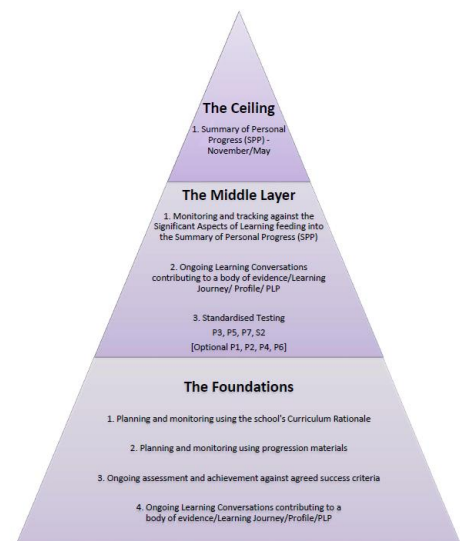 The Ceiling
1. Summary of Personal
Progress (SPP) -
November/May
The Middle Layer
1. Monitoring and tracking against the
Significant Aspects of Learning feeding into
the Summary of Personal Progress (SPP)
2. Ongoing Learning Conversations
contributing to a body of evidence/Learning
Journey/ Profile/ PLP
3. Standardised Testing
P3, P5, P7, S2
[Optional P1, P2, P4, P6]
The Foundations
1. Planning and monitoring using the school's Curriculum Rationale
2. Planning and monitoring using progression materials
3. Ongoing assessment and achievement against agreed success criteria
4. Ongoing Learning Conversations contributing to a
body of evidence/Learning Journey/Profile/PLP